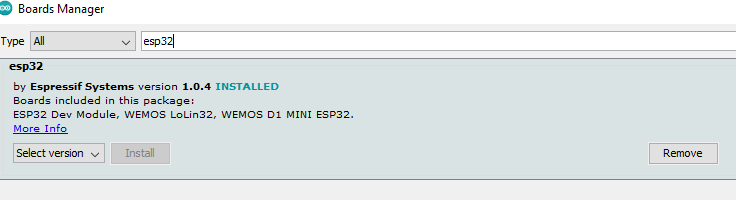 Boards Manager
Type All esp32
esp32
by Espressif Systems version 1.0.4 INSTALLED
Boards included in this package:
ESP32 Dev Module, WEMOS LoLin32, WEMOS D1 MINI ESP32.
More Info
Select version Install Remove